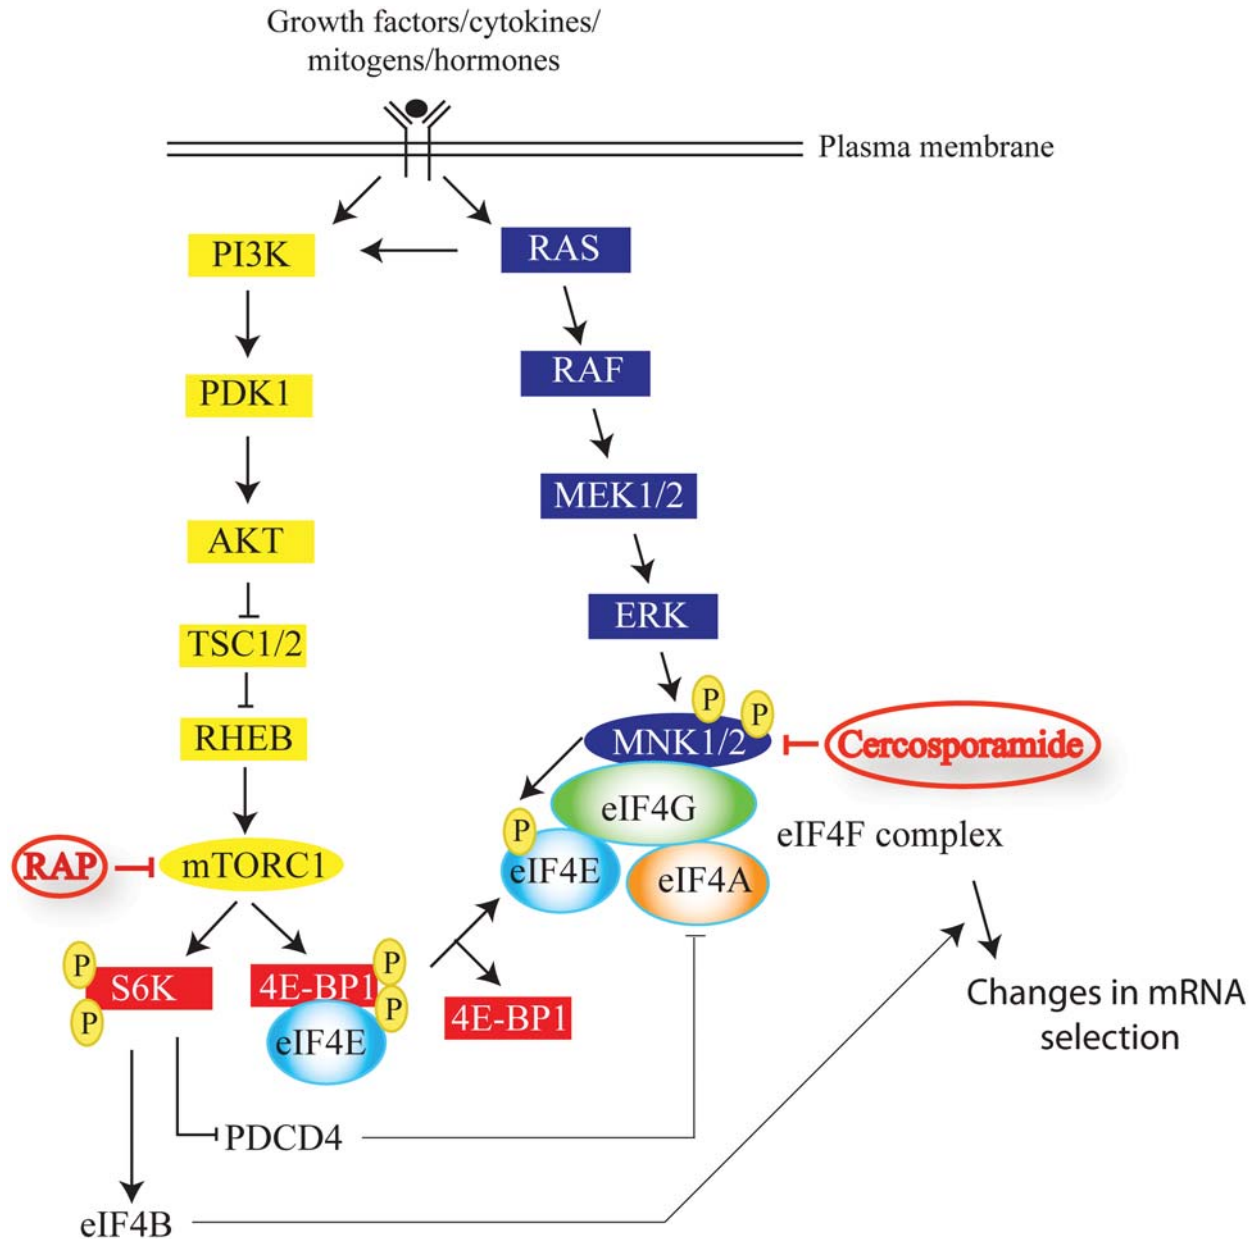 Growth factors/cytokines/
mitogens/hormones
Plasma membrane
PI3K
RAS
RAF
PDK1
MEK1/2
AKT
ERK
TSC1/2
P
P
RHEB
MNK1/2
Cercosporamide
eIF4G
P
eIF4F complex
RAP
mTORC1
eIF4E
eIF4A
P
S6K
P
4E-BP1
P
P
eIF4E
4E-BP1
Changes in mRNA
selection
PDCD4
eIF4B